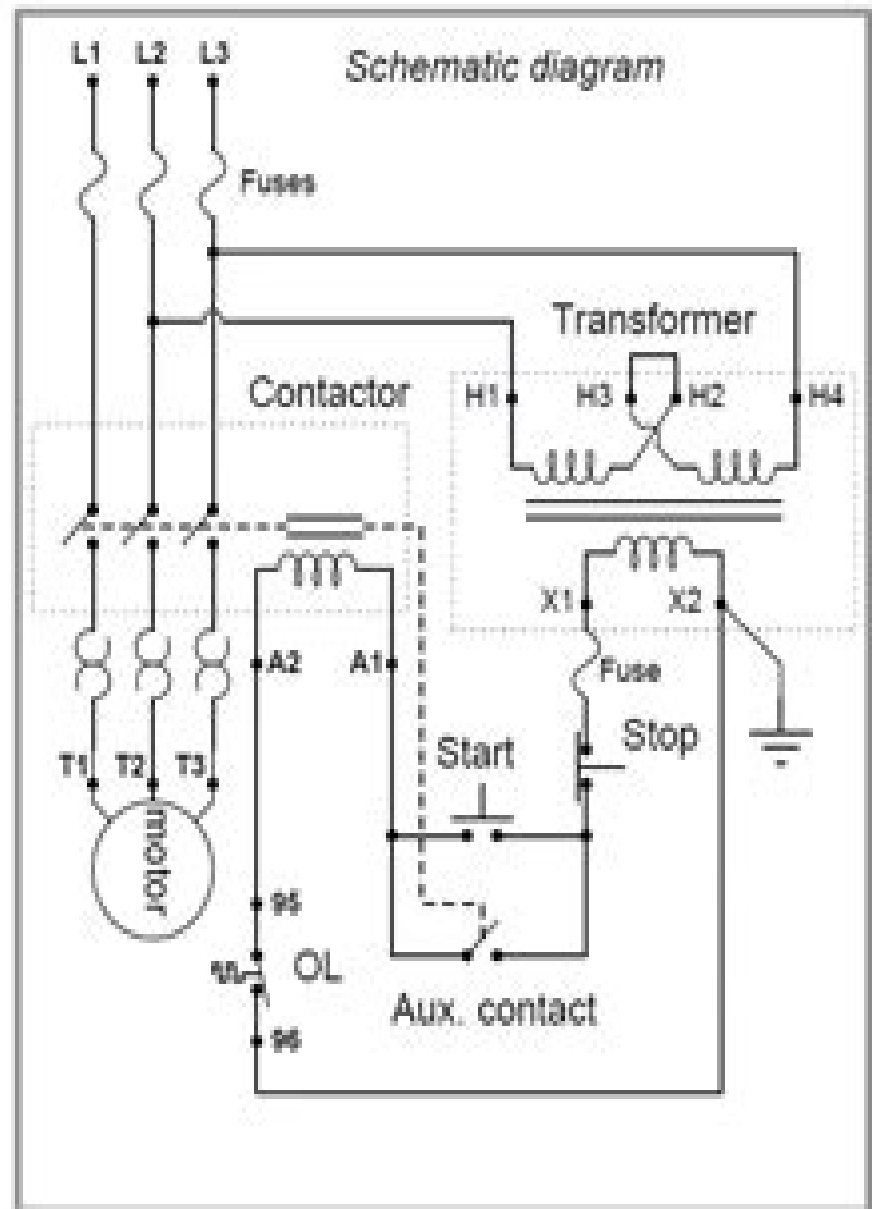 L1 L2 L3
Schematic diagram
Fuses
Transformer
Contactor
H1 H3 H2 H4
X1 X2
A2 A1
Fuse
Start
Stop
T1 T2 T3
motor
95
OL
Aux. contact
96